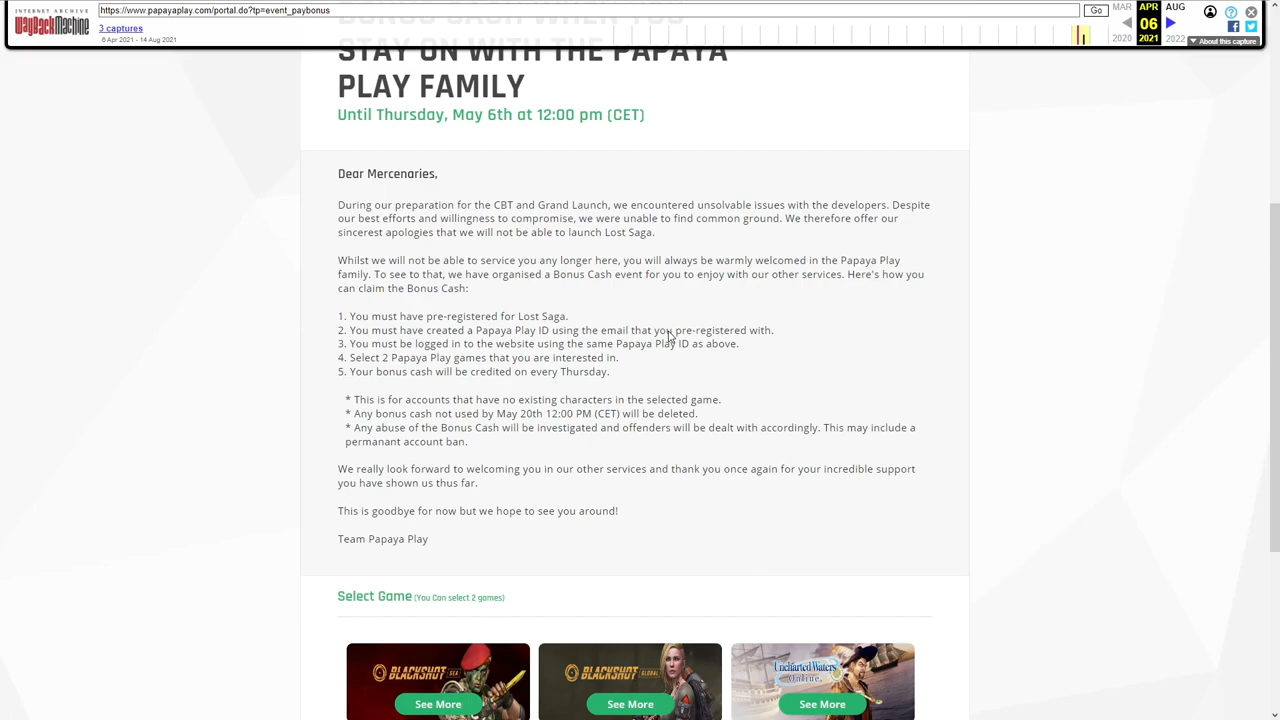 INTERNET ARCHIVE
WayBackMachine
https://www.papayaplay.com/portal.do?tp=event_paybonus
Go
MAR
APR
AUG
3 captures
06
6 Apr 2021 - 14 Aug 2021
2020
2021
2022
About this capture
BONUS CASH WHEN YOU
STAY ON WITH THE PAPAYA
PLAY FAMILY
Until Thursday, May 6th at 12:00 pm (CET)
Dear Mercenaries,
During our preparation for the CBT and Grand Launch, we encountered unsolvable issues with the developers. Despite
our best efforts and willingness to compromise, we were unable to find common ground. We therefore offer our
sincerest apologies that we will not be able to launch Lost Saga.
Whilst we will not be able to service you any longer here, you will always be warmly welcomed in the Papaya Play
family. To see to that, we have organised a Bonus Cash event for you to enjoy with our other services. Here's how you
can claim the Bonus Cash:
1. You must have pre-registered for Lost Saga.
2. You must have created a Papaya Play ID using the email that you pre-registered with.
3. You must be logged in to the website using the same Papaya Play ID as above.
4. Select 2 Papaya Play games that you are interested in.
5. Your bonus cash will be credited on every Thursday.
* This is for accounts that have no existing characters in the selected game.
* Any bonus cash not used by May 20th 12:00 PM (CET) will be deleted.
* Any abuse of the Bonus Cash will be investigated and offenders will be dealt with accordingly. This may include a
permanant account ban.
We really look forward to welcoming you in our other services and thank you once again for your incredible support
you have shown us thus far.
This is goodbye for now but we hope to see you around!
Team Papaya Play
Select Game (You Can select 2 games)
BLACKSHOT SEA
BLACKSHOT GLOBAL
Uncharted Waters
Online
See More
See More
See More